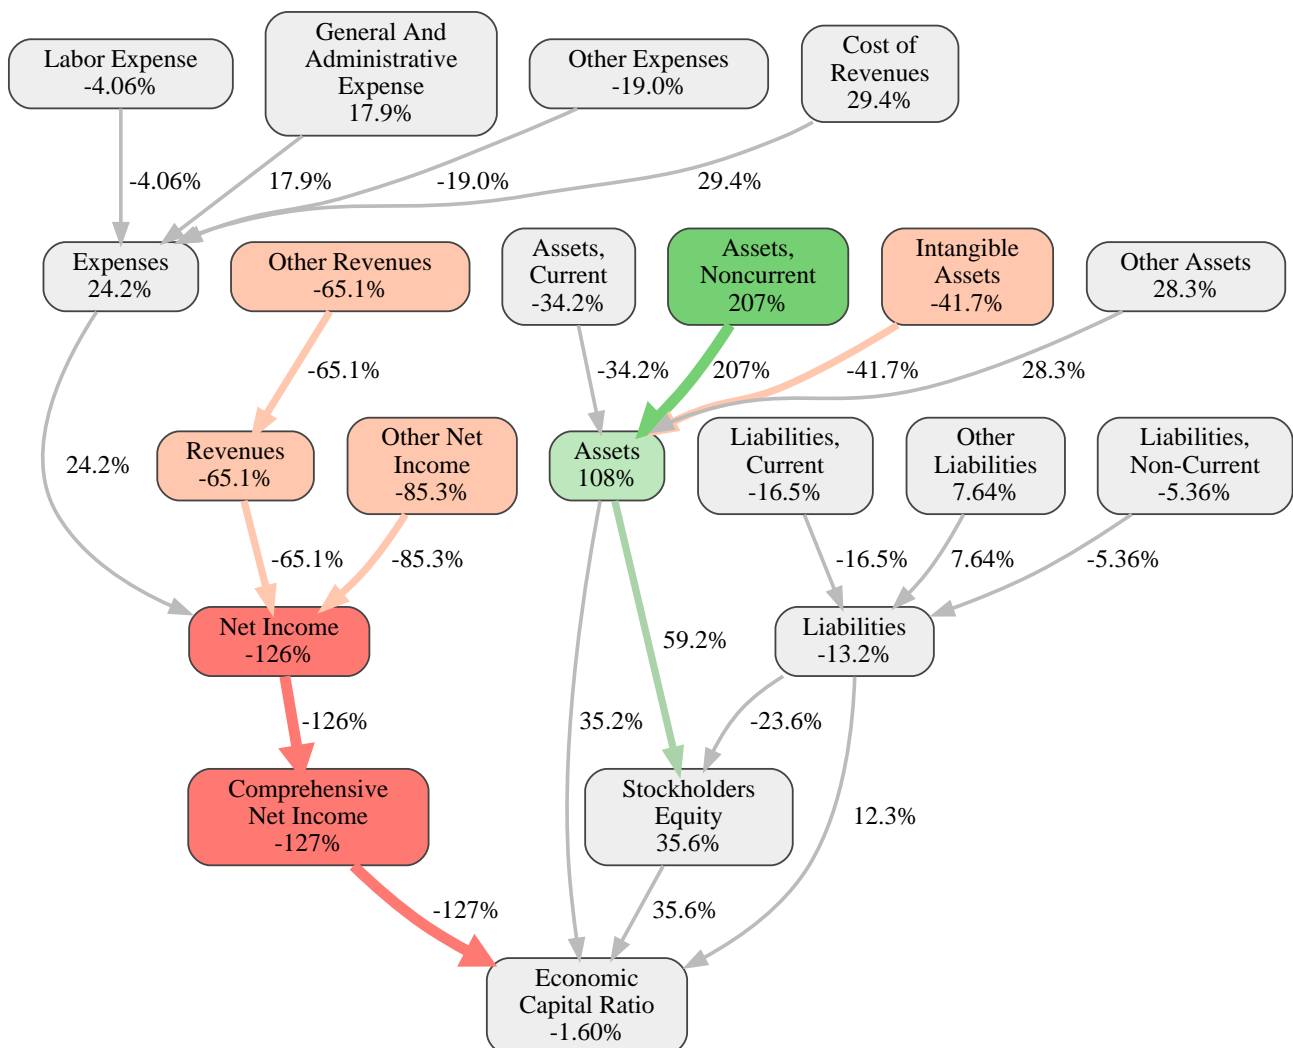 Labor Expense
-4.06%
General And
Administrative
Expense
17.9%
Other Expenses
-19.0%
Cost of
Revenues
29.4%
-4.06%
17.9%
-19.0%
29.4%
Expenses
24.2%
Other Revenues
-65.1%
Assets,
Current
-34.2%
Assets,
Noncurrent
207%
Intangible
Assets
-41.7%
Other Assets
28.3%
-65.1%
-34.2%
207%
-41.7%
28.3%
24.2%
Revenues
-65.1%
Other Net
Income
-85.3%
Assets
108%
Liabilities,
Current
-16.5%
Other
Liabilities
7.64%
Liabilities,
Non-Current
-5.36%
-65.1%
-85.3%
-16.5%
7.64%
-5.36%
Net Income
-126%
59.2%
Liabilities
-13.2%
-126%
35.2%
-23.6%
Comprehensive
Net Income
-127%
Stockholders
Equity
35.6%
12.3%
-127%
35.6%
Economic
Capital Ratio
-1.60%